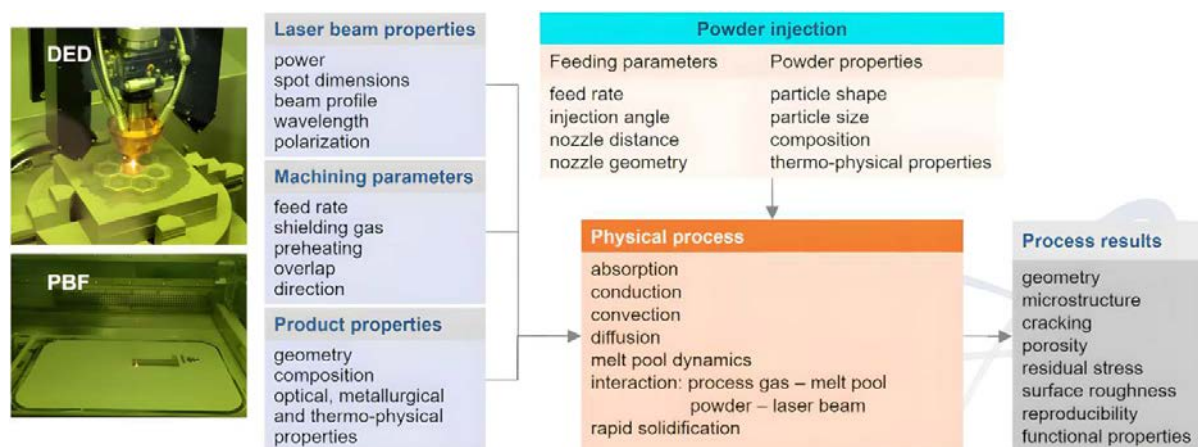 DED
PBF
Laser beam properties
power
spot dimensions
beam profile
wavelength
polarization
Machining parameters
feed rate
shielding gas
preheating
overlap
direction
Product properties
geometry
composition
optical, metallurgical
and thermo-physical
properties
Powder injection
Feeding parameters
feed rate
injection angle
nozzle distance
nozzle geometry
Powder properties
particle shape
particle size
composition
thermo-physical properties
Physical process
absorption
conduction
convection
diffusion
melt pool dynamics
interaction: process gas – melt pool
powder – laser beam
rapid solidification
Process results
geometry
microstructure
cracking
porosity
residual stress
surface roughness
reproducibility
functional properties